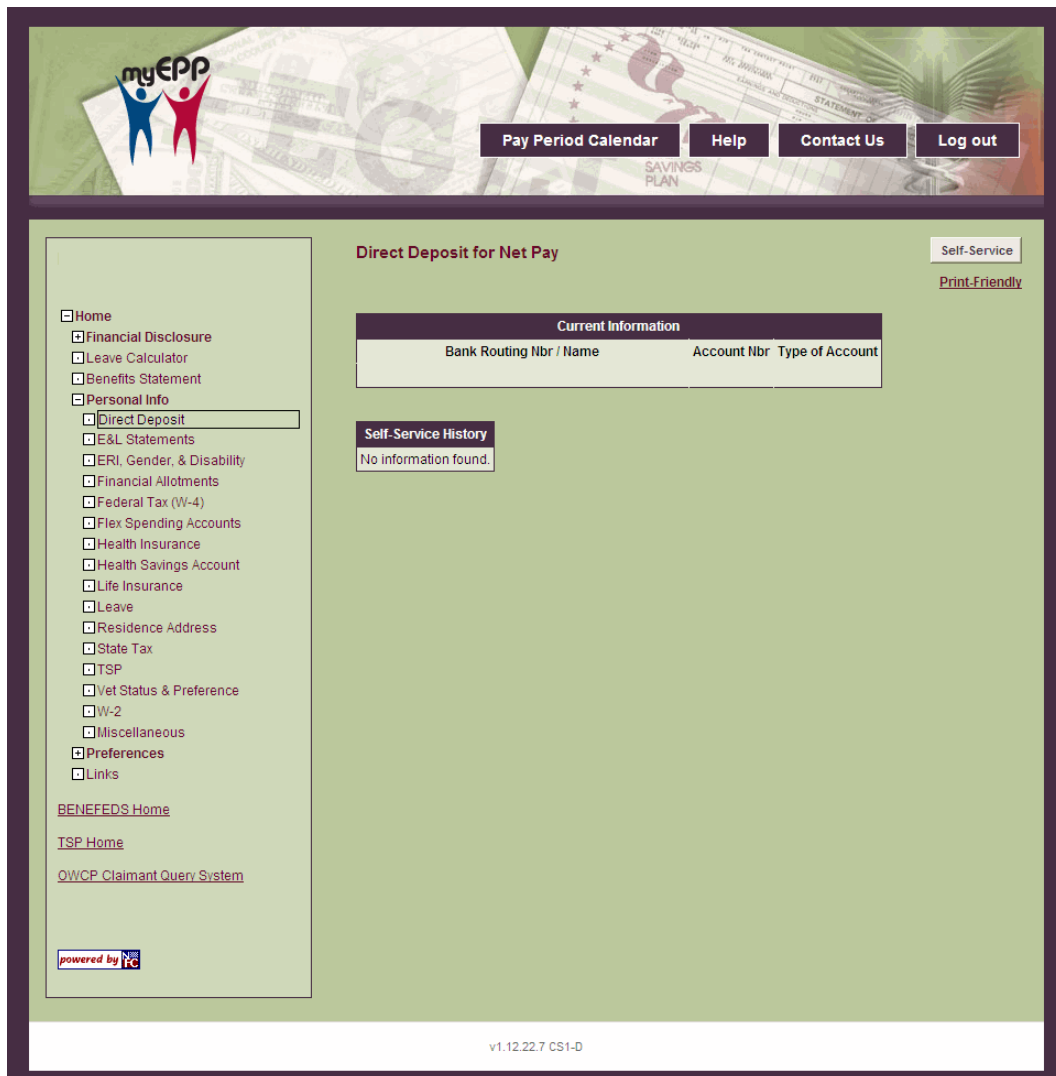 myEPP
STATEMENT OF
Pay Period Calendar
Help
Contact Us
Log out
SAVINGS
PLAN
Direct Deposit for Net Pay
Self-Service
Print-Friendly
Home
Financial Disclosure
Leave Calculator
Benefits Statement
Personal Info
Direct Deposit
E&L Statements
ERI, Gender, & Disability
Financial Allotments
Federal Tax (W-4)
Flex Spending Accounts
Health Insurance
Health Savings Account
Life Insurance
Leave
Residence Address
State Tax
TSP
Vet Status & Preference
W-2
Miscellaneous
Preferences
Links
BENEFEDS Home
TSP Home
OWCP Claimant Query System
powered by NFC
Current Information
Bank Routing Nbr / Name Account Nbr Type of Account
Self-Service History
No information found.
v1.12.22.7 CS1-D